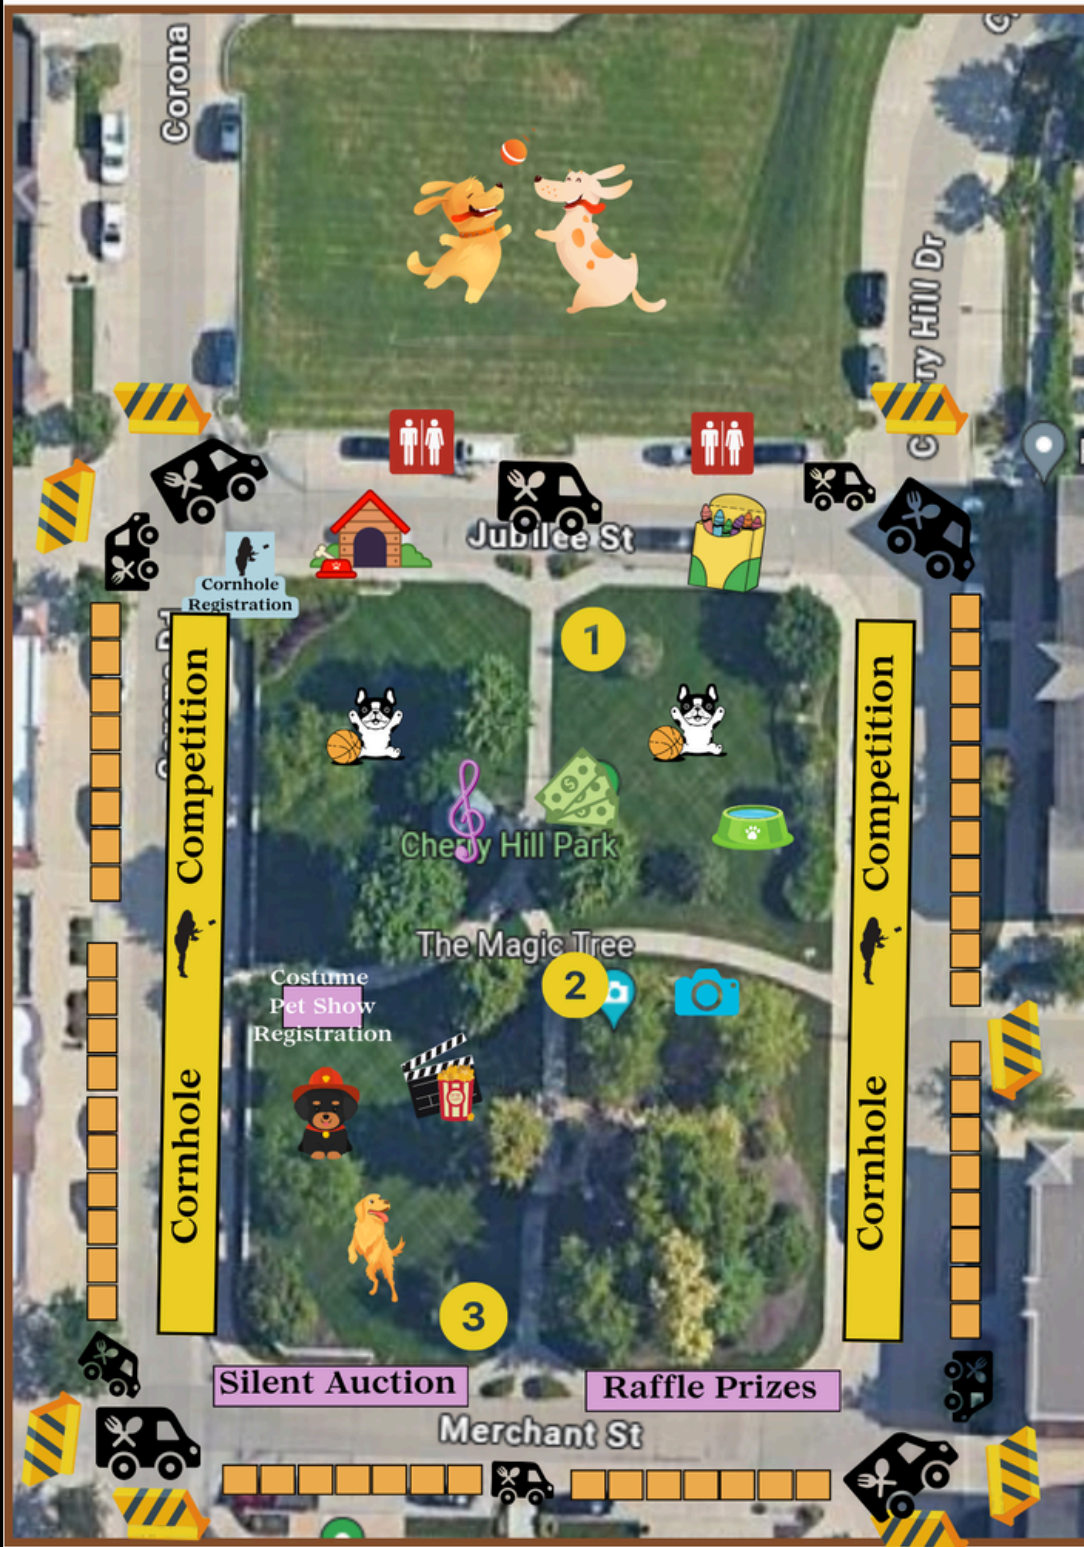 Corona
ry Hill Dr
Jubilee St
Cornhole
Registration
1
Competition
Competition
Cherry Hill Park
The Magic Tree
2
Costume
Pet Show
Registration
Cornhole
Cornhole
3
Silent Auction
Raffle Prizes
Merchant St